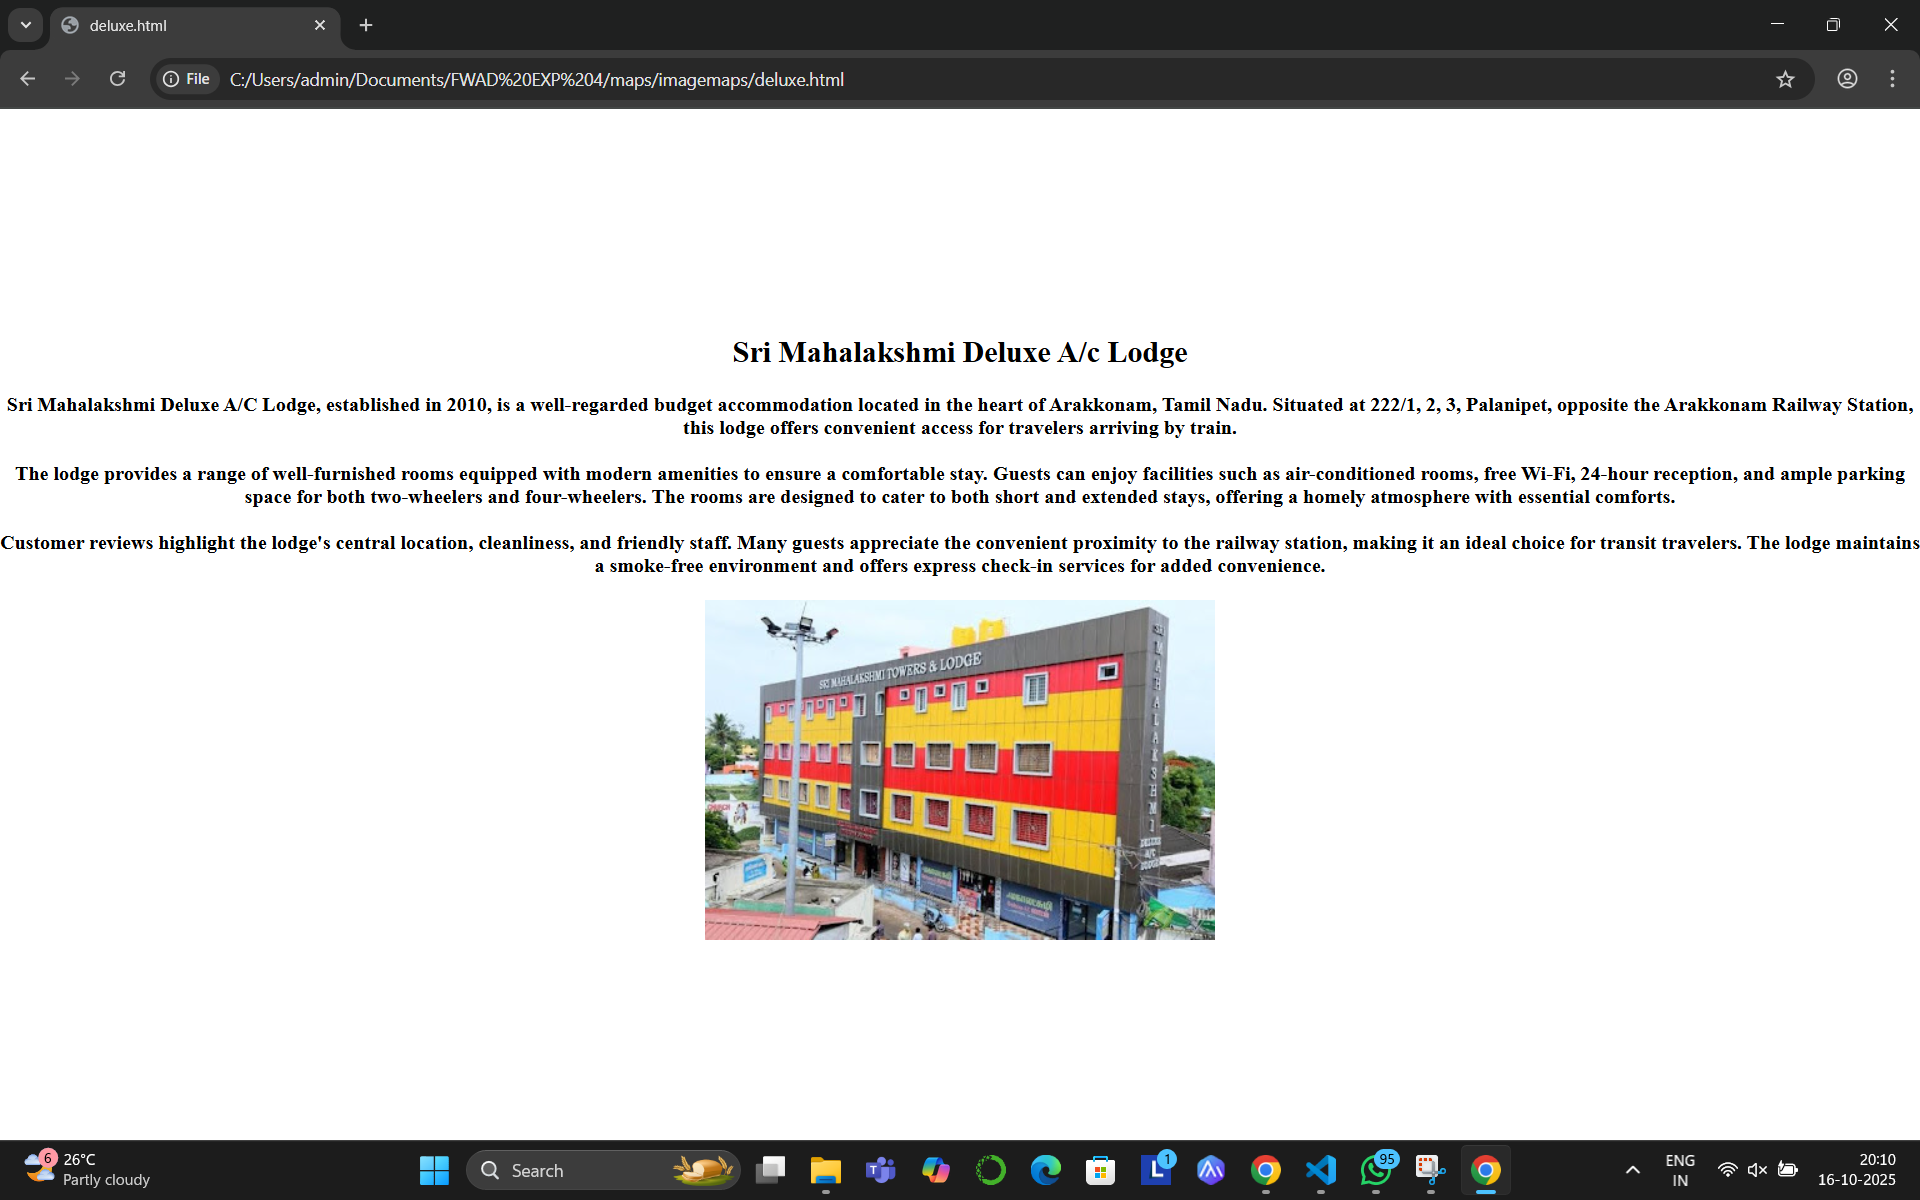 deluxe.html
File
C:/Users/admin/Documents/FWAD%20EXP%204/maps/imagemaps/deluxe.html
Sri Mahalakshmi Deluxe A/c Lodge
Sri Mahalakshmi Deluxe A/C Lodge, established in 2010, is a well-regarded budget accommodation located in the heart of Arakkonam, Tamil Nadu. Situated at 222/1, 2, 3, Palanipet, opposite the Arakkonam Railway Station,
this lodge offers convenient access for travelers arriving by train.
The lodge provides a range of well-furnished rooms equipped with modern amenities to ensure a comfortable stay. Guests can enjoy facilities such as air-conditioned rooms, free Wi-Fi, 24-hour reception, and ample parking
space for both two-wheelers and four-wheelers. The rooms are designed to cater to both short and extended stays, offering a homely atmosphere with essential comforts.
Customer reviews highlight the lodge's central location, cleanliness, and friendly staff. Many guests appreciate the convenient proximity to the railway station, making it an ideal choice for transit travelers. The lodge maintains
a smoke-free environment and offers express check-in services for added convenience.
SRI MAHALAKSHMI TOWERS & LODGE
SRI MAHALAKSHMI
DELUXE
A/C
LODGE
6
26°C
Partly cloudy
Search
1
95
ENG
IN
20:10
16-10-2025